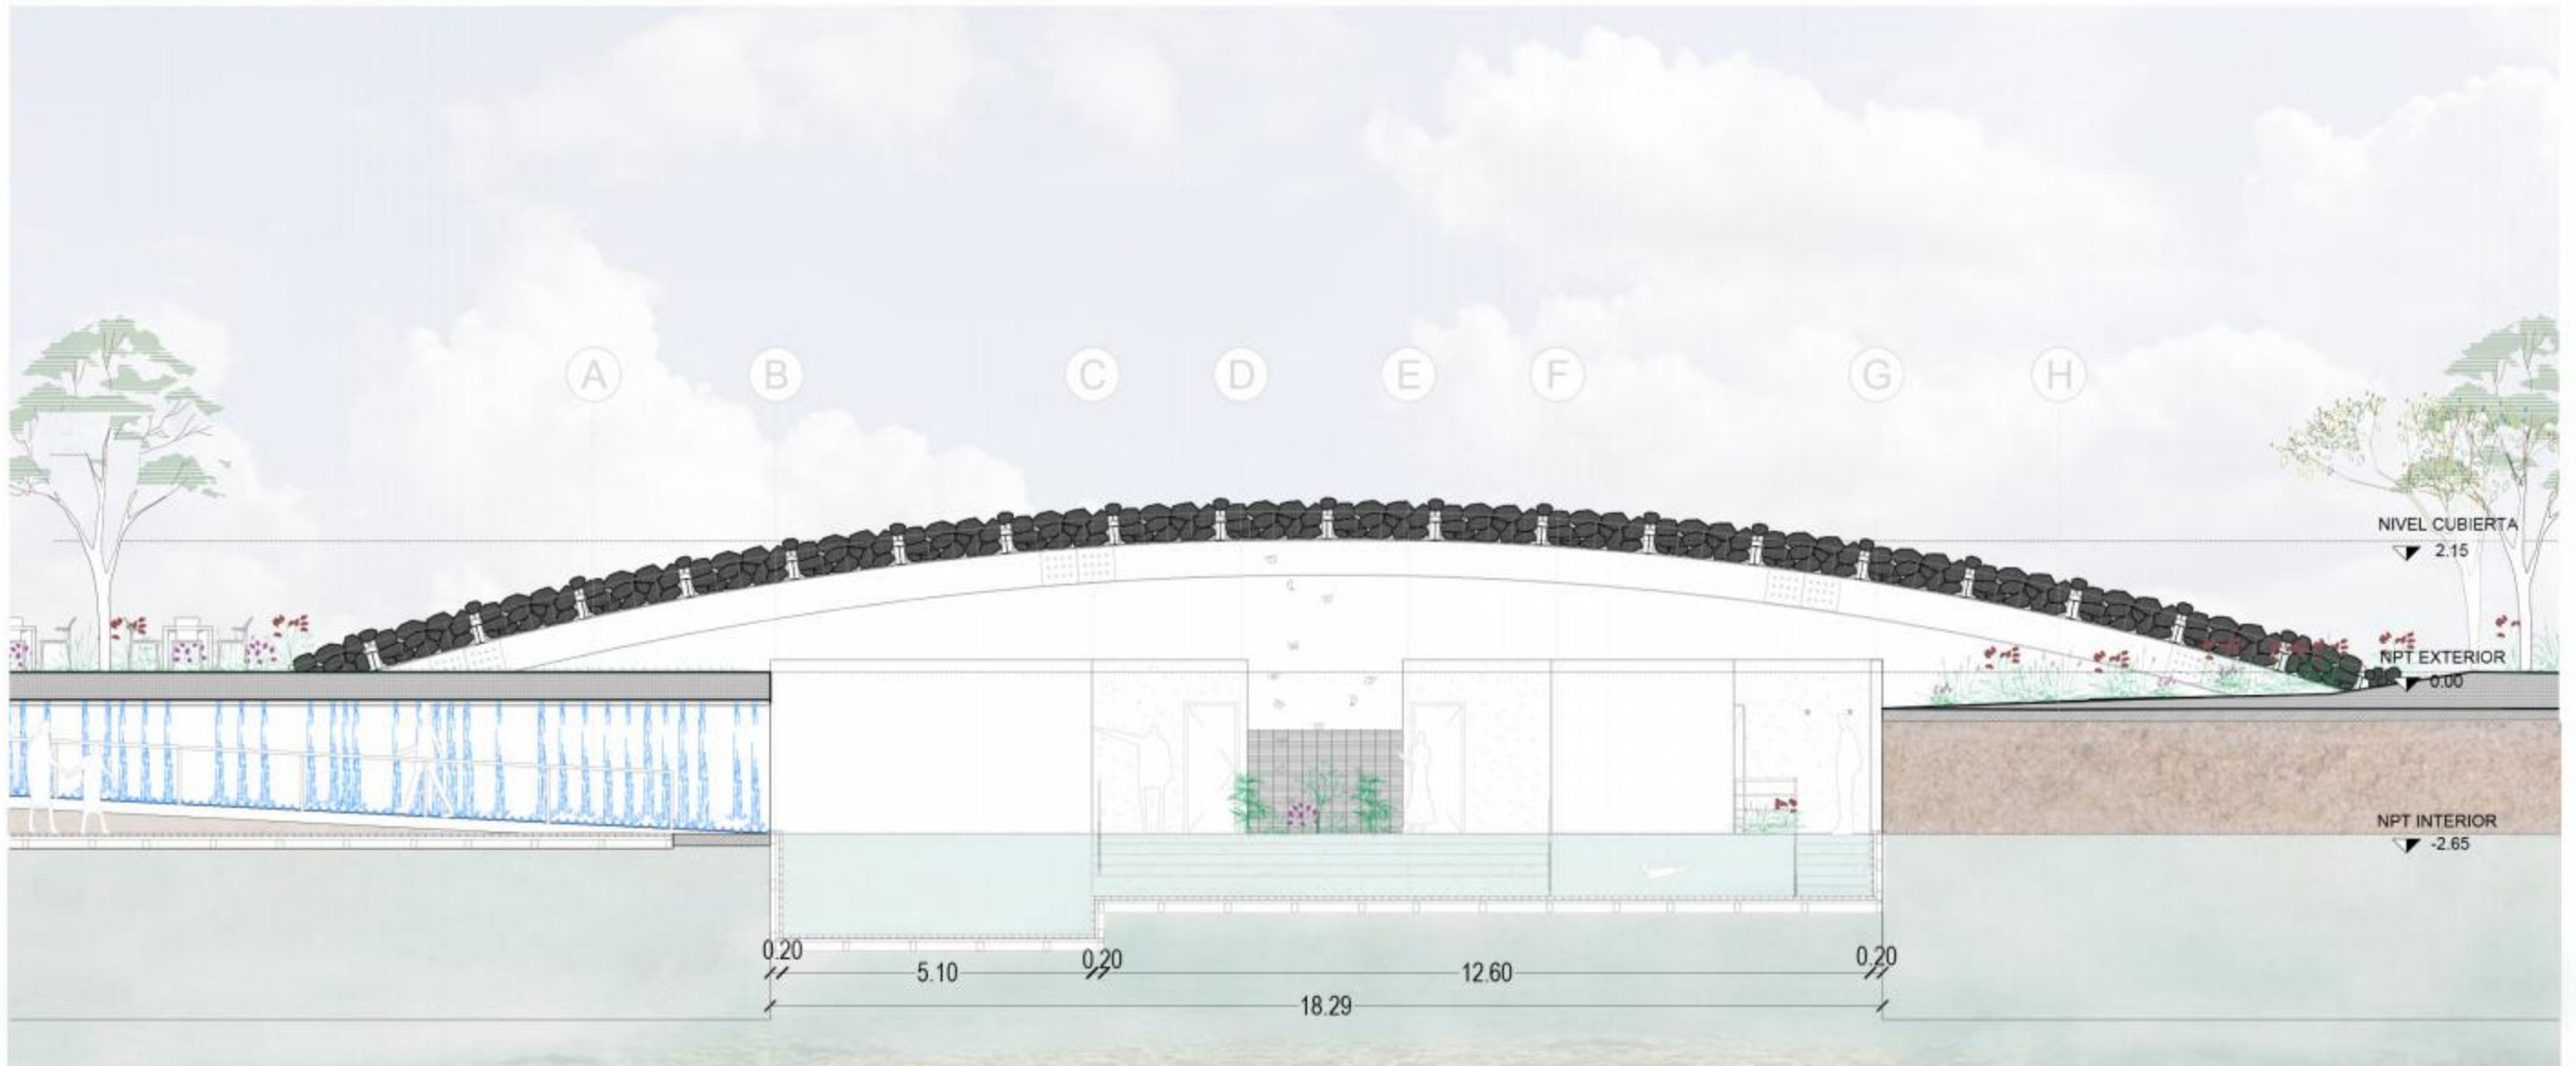 A B C D E F G H
NIVEL CUBIERTA
2.15
NPT EXTERIOR
0.00
NPT INTERIOR
-2.65
0.20 5.10 0.20 12.60 0.20
18.29